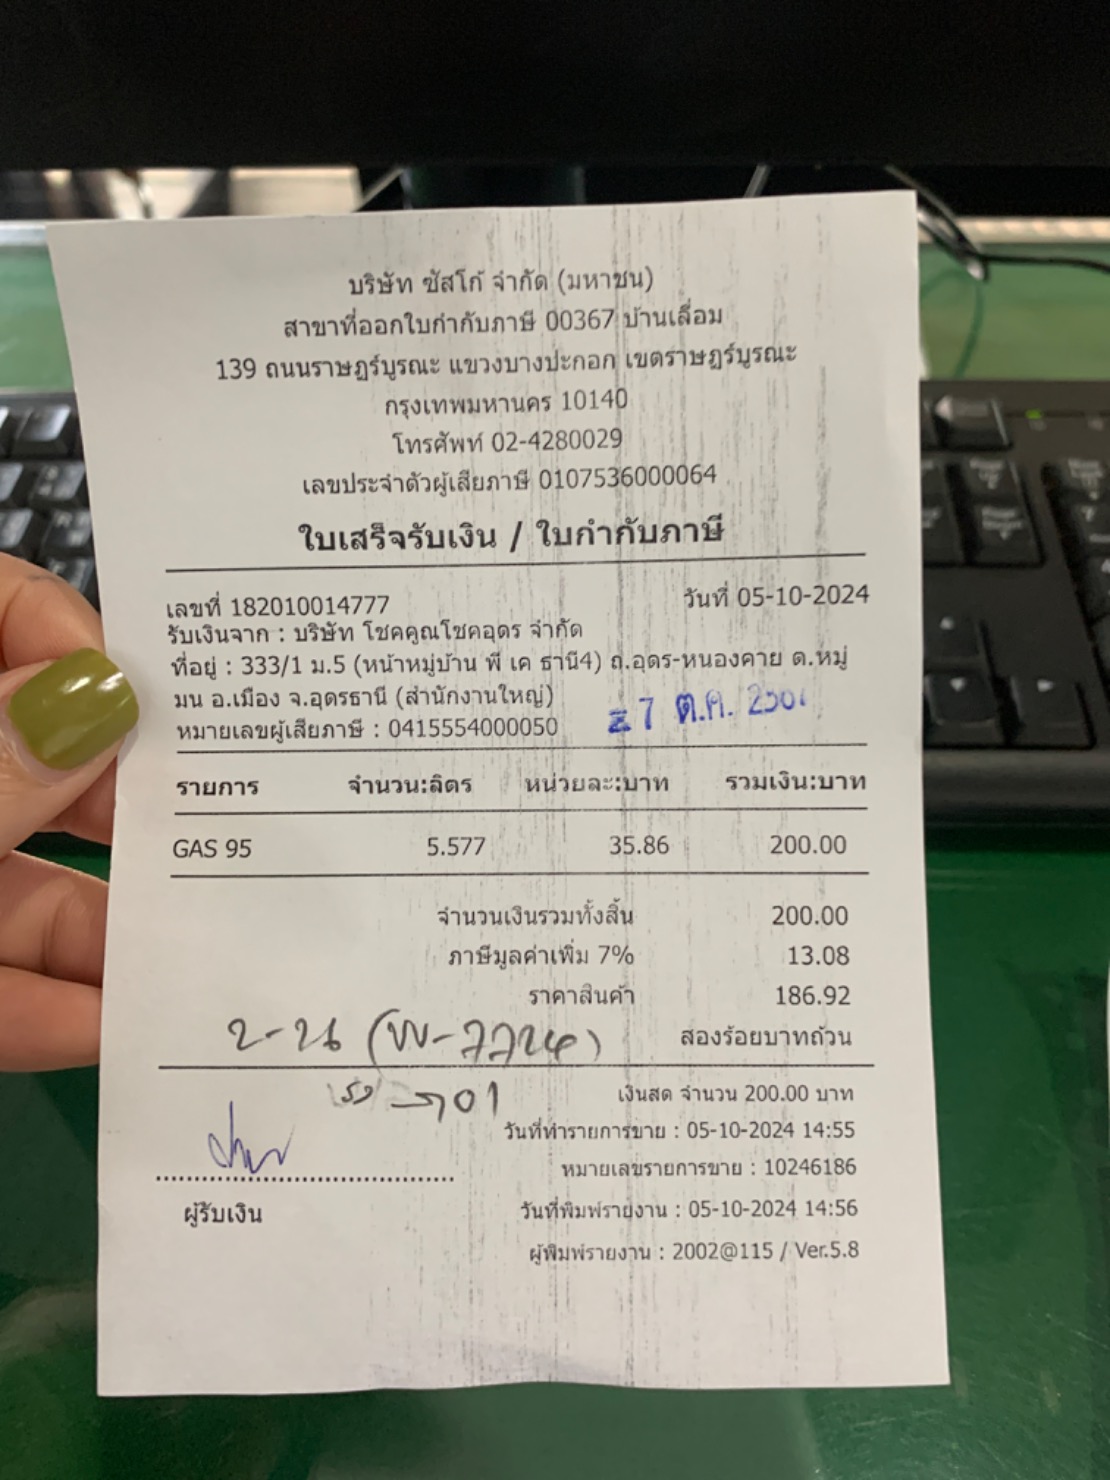 บริษัท ซัสโก้ จำกัด (มหาชน)
สาขาที่ออกใบกำกับภาษี 00367 บ้านเลื่อม
139 ถนนราษฎร์บูรณะ แขวงบางปะกอก เขตราษฎร์บูรณะ
กรุงเทพมหานคร 10140
โทรศัพท์ 02-4280029
เลขประจำตัวผู้เสียภาษี 0107536000064
ใบเสร็จรับเงิน / ใบกำกับภาษี
เลขที่ 182010014777 วันที่ 05-10-2024
รับเงินจาก : บริษัท โชคคูณโชคอุดร จำกัด
ที่อยู่ : 333/1 ม.5 (หน้าหมู่บ้าน พี เค ธานี4) ถ.อุดร-หนองคาย ต.หมู่
มน อ.เมือง จ.อุดรธานี (สำนักงานใหญ่)
7 ต.ค.
หมายเลขผู้เสียภาษี : 0415554000050
รายการ จำนวน:ลิตร หน่วยละ:บาท รวมเงิน:บาท
GAS 95 5.577 35.86 200.00
จำนวนเงินรวมทั้งสิ้น 200.00
ภาษีมูลค่าเพิ่ม 7% 13.08
ราคาสินค้า 186.92
สองร้อยบาทถ้วน
เงินสด จำนวน 200.00 บาท
วันที่ทำรายการขาย : 05-10-2024 14:55
หมายเลขรายการขาย : 10246186
ผู้รับเงิน
วันที่พิมพ์รายงาน : 05-10-2024 14:56
ผู้พิมพ์รายงาน : 2002@115 / Ver.5.8